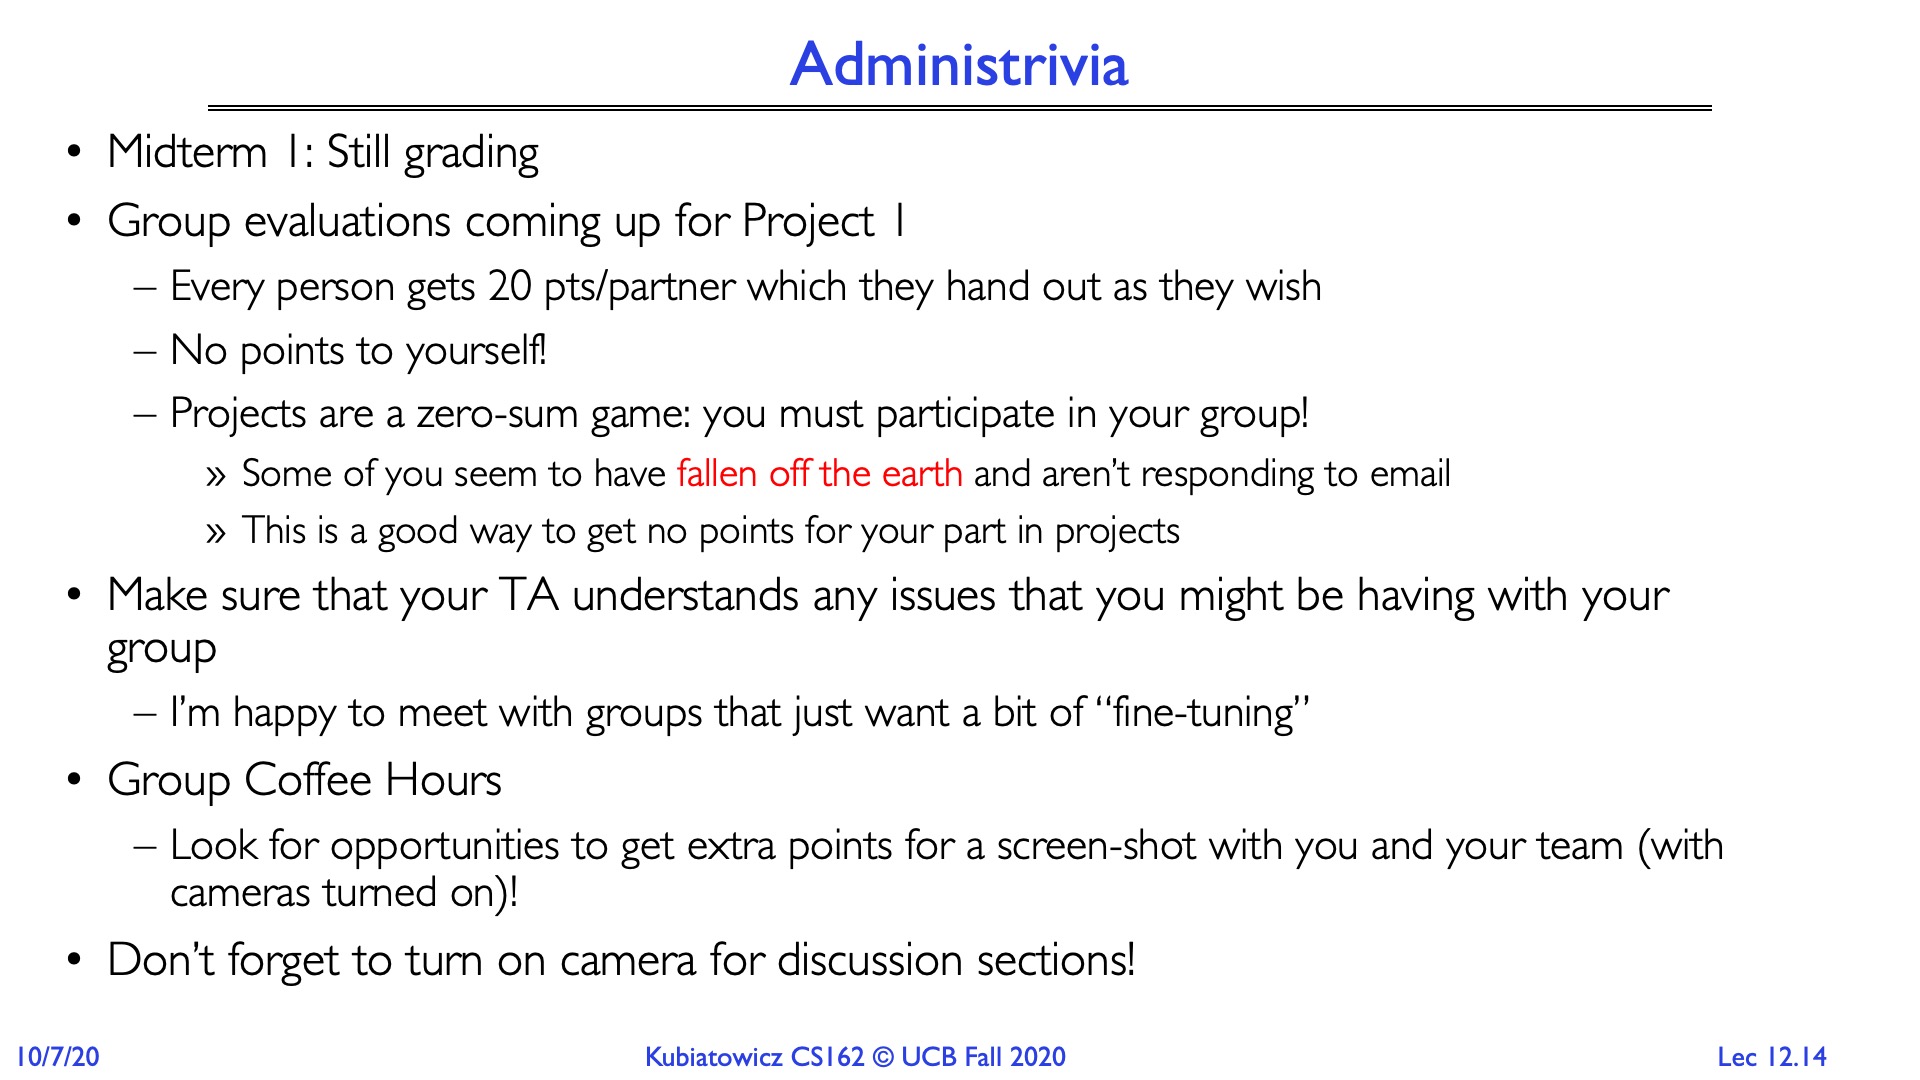 Administrivia
• Midterm 1: Still grading
• Group evaluations coming up for Project 1
– Every person gets 20 pts/partner which they hand out as they wish
– No points to yourself!
– Projects are a zero-sum game: you must participate in your group!
» Some of you seem to have fallen off the earth and aren’t responding to email
» This is a good way to get no points for your part in projects
• Make sure that your TA understands any issues that you might be having with your
group
– I’m happy to meet with groups that just want a bit of “fine-tuning”
• Group Coffee Hours
– Look for opportunities to get extra points for a screen-shot with you and your team (with
cameras turned on)!
• Don’t forget to turn on camera for discussion sections!
10/7/20
Kubiatowicz CS162 © UCB Fall 2020
Lec 12.14